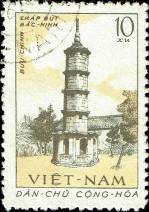 THÁP BÚT
BẮC-NINH
10
XU
BƯU CHÍNH
VIỆT-NAM
DÂN-CHỦ CỘNG-HÒA